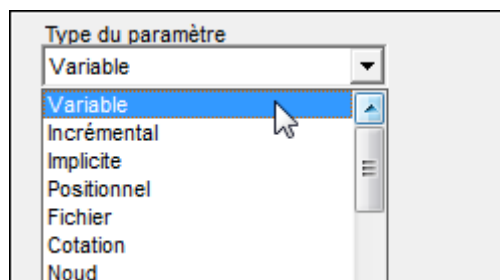 Type du paramètre
Variable
Variable
Incrémental
Implicite
Positionnel
Fichier
Cotation
Noud